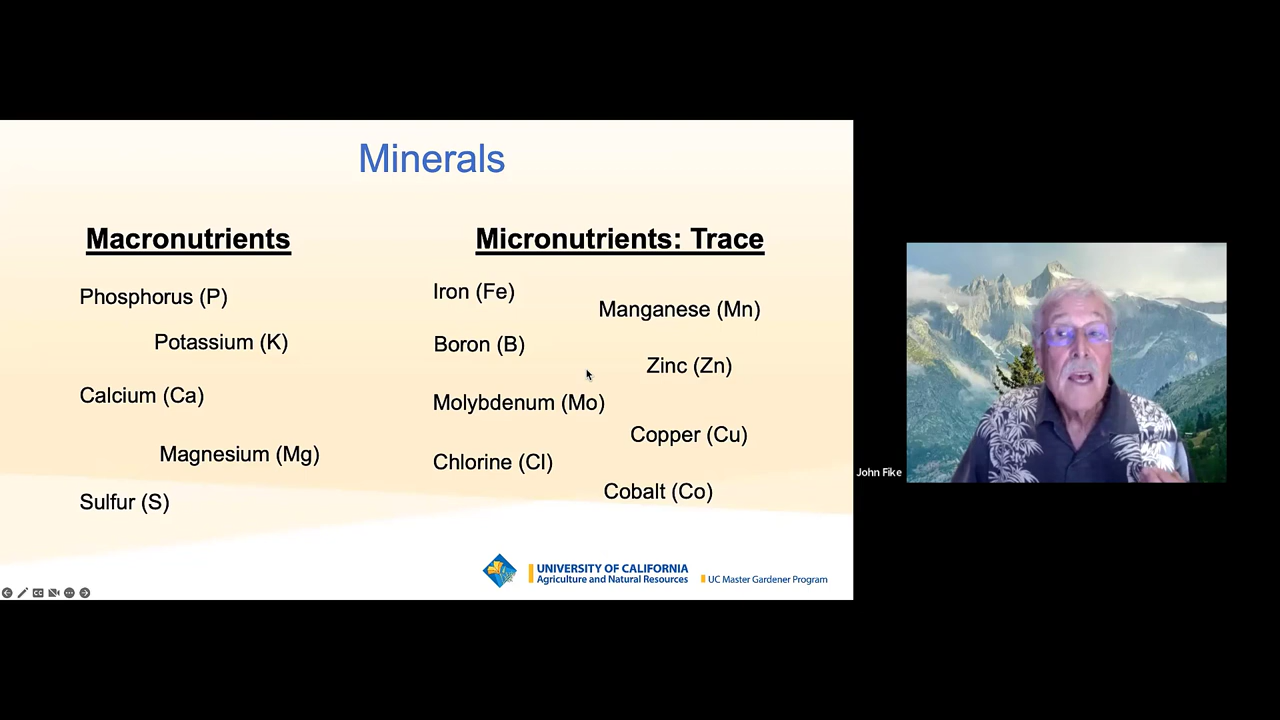 Minerals
Macronutrients
Phosphorus (P)
Potassium (K)
Calcium (Ca)
Magnesium (Mg)
Sulfur (S)
Micronutrients: Trace
Iron (Fe)
Manganese (Mn)
Boron (B)
Zinc (Zn)
Molybdenum (Mo)
Copper (Cu)
Chlorine (Cl)
Cobalt (Co)
UNIVERSITY OF CALIFORNIA
Agriculture and Natural Resources
UC Master Gardener Program
CC
John Fike